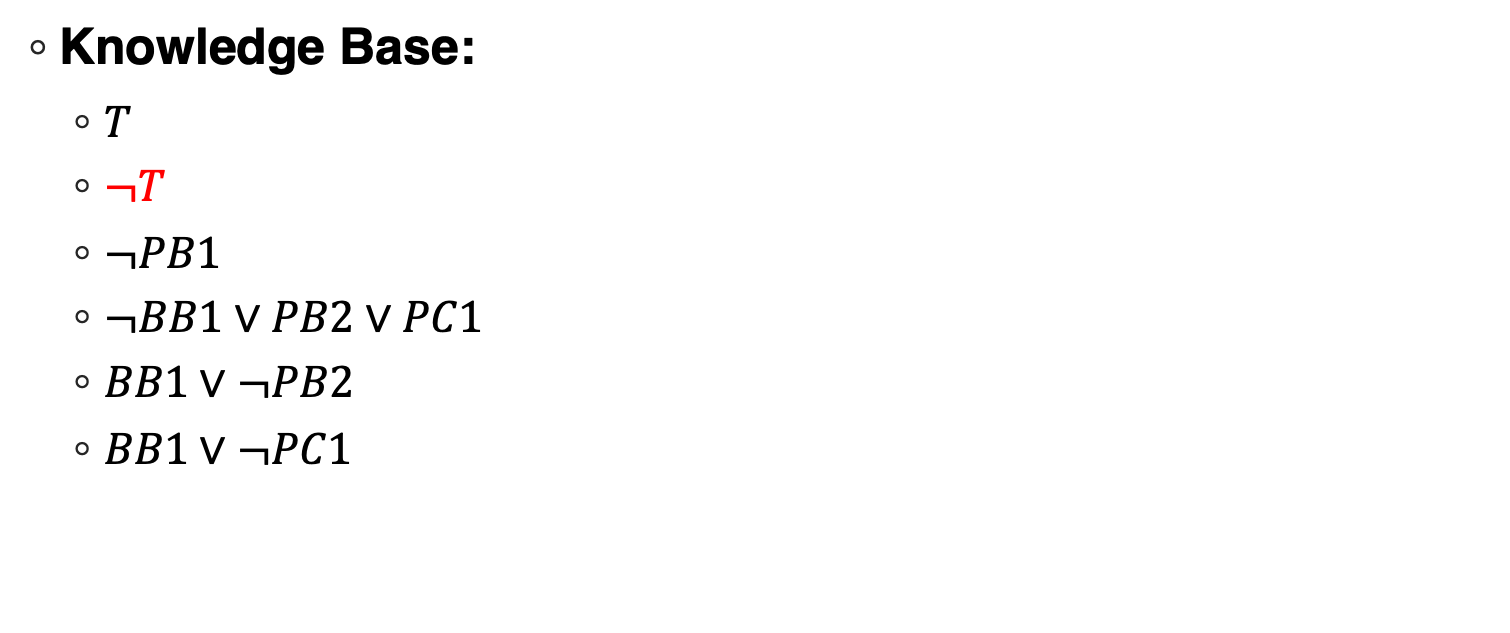 ◦ Knowledge Base:
◦ T
◦ ¬T
◦ ¬PB1
◦ ¬BB1 ∨ PB2 ∨ PC1
◦ BB1 ∨ ¬PB2
◦ BB1 ∨ ¬PC1